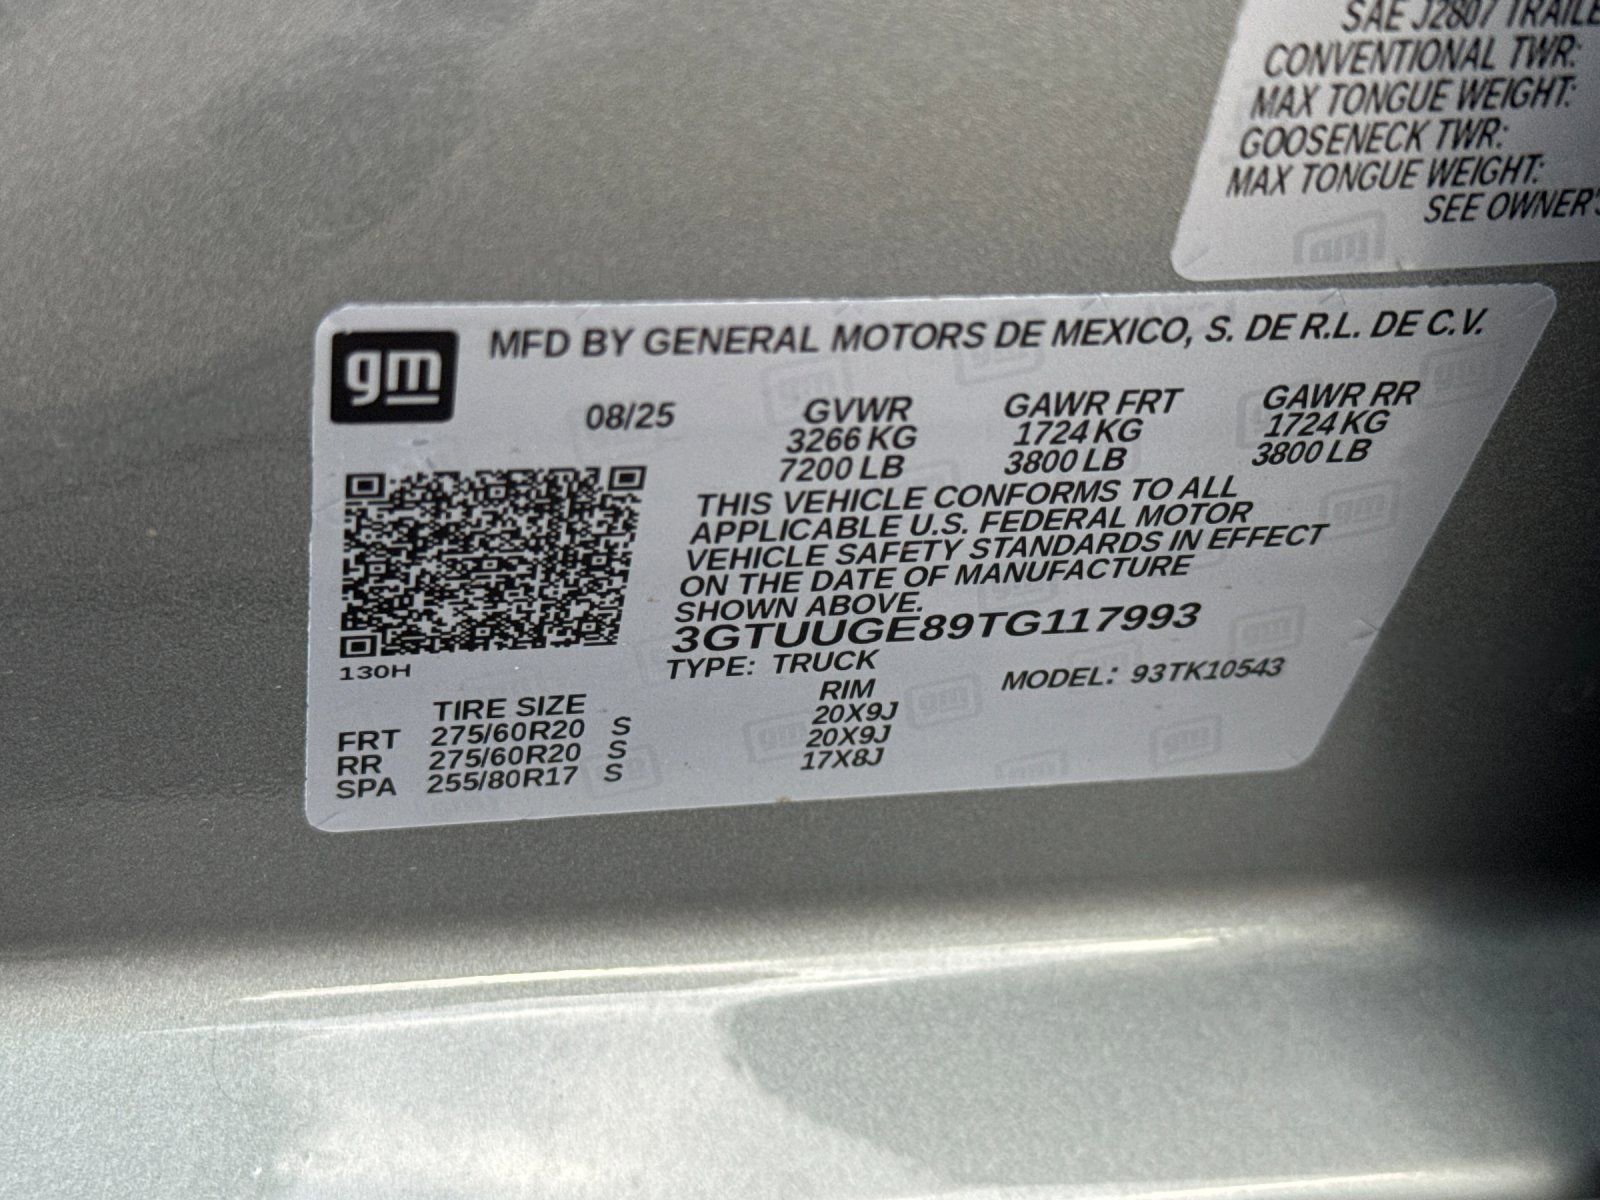 SAE J2807 TRAILE
CONVENTIONAL TWR:
MAX TONGUE WEIGHT:
GOOSENECK TWR:
MAX TONGUE WEIGHT:
SEE OWNER'S
gm
MFD BY GENERAL MOTORS DE MEXICO, S. DE R.L. DE C.V.
08/25 GVWR GAWR FRT GAWR RR
3266 KG 1724 KG 1724 KG
7200 LB 3800 LB 3800 LB
THIS VEHICLE CONFORMS TO ALL
APPLICABLE U.S. FEDERAL MOTOR
VEHICLE SAFETY STANDARDS IN EFFECT
ON THE DATE OF MANUFACTURE
SHOWN ABOVE.
3GTUUGE89TG117993
130H
TYPE: TRUCK MODEL: 93TK10543
TIRE SIZE RIM
FRT 275/60R20 S 20X9J
RR 275/60R20 S 20X9J
SPA 255/80R17 S 17X8J